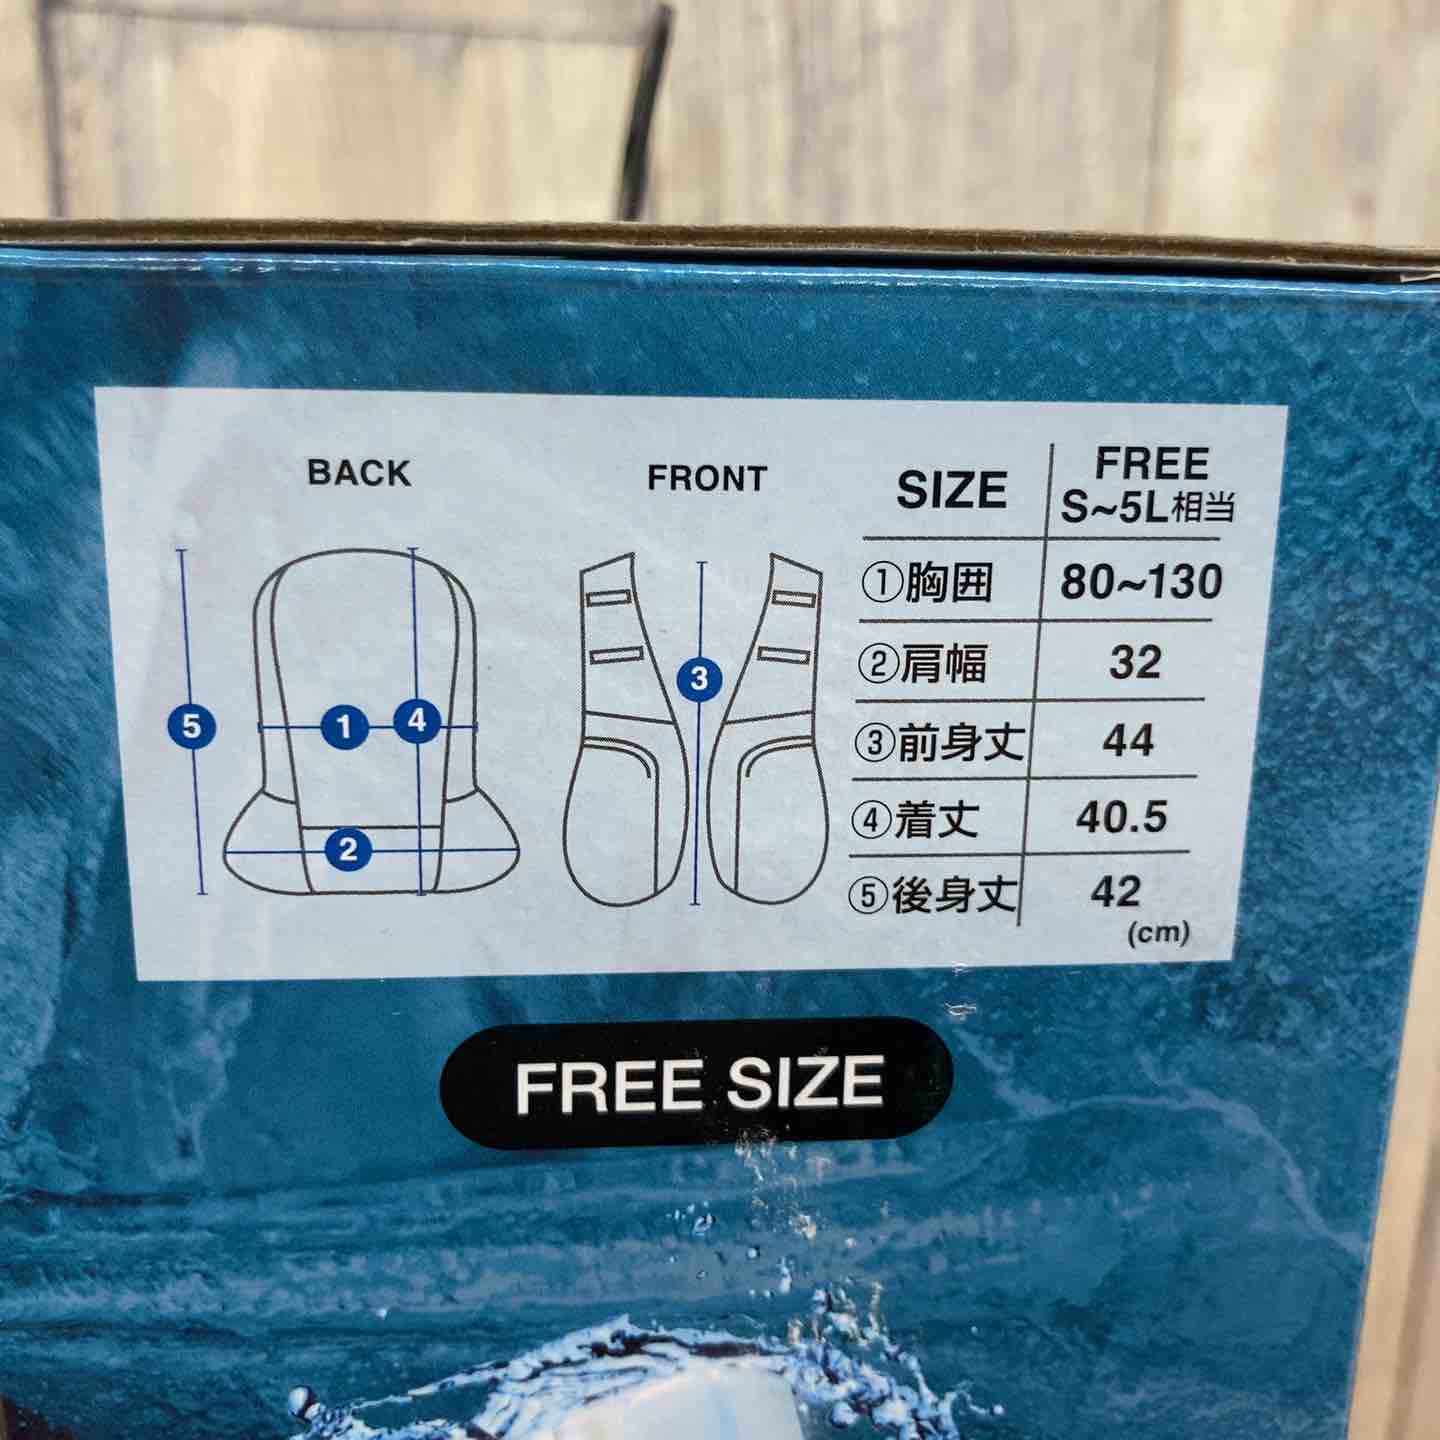 BACK
5
1
4
2
FRONT
3
SIZE FREE
S~5L相当
①胸囲 80~130
②肩幅 32
③前身丈 44
④着丈 40.5
⑤後身丈 42
(cm)
FREE SIZE